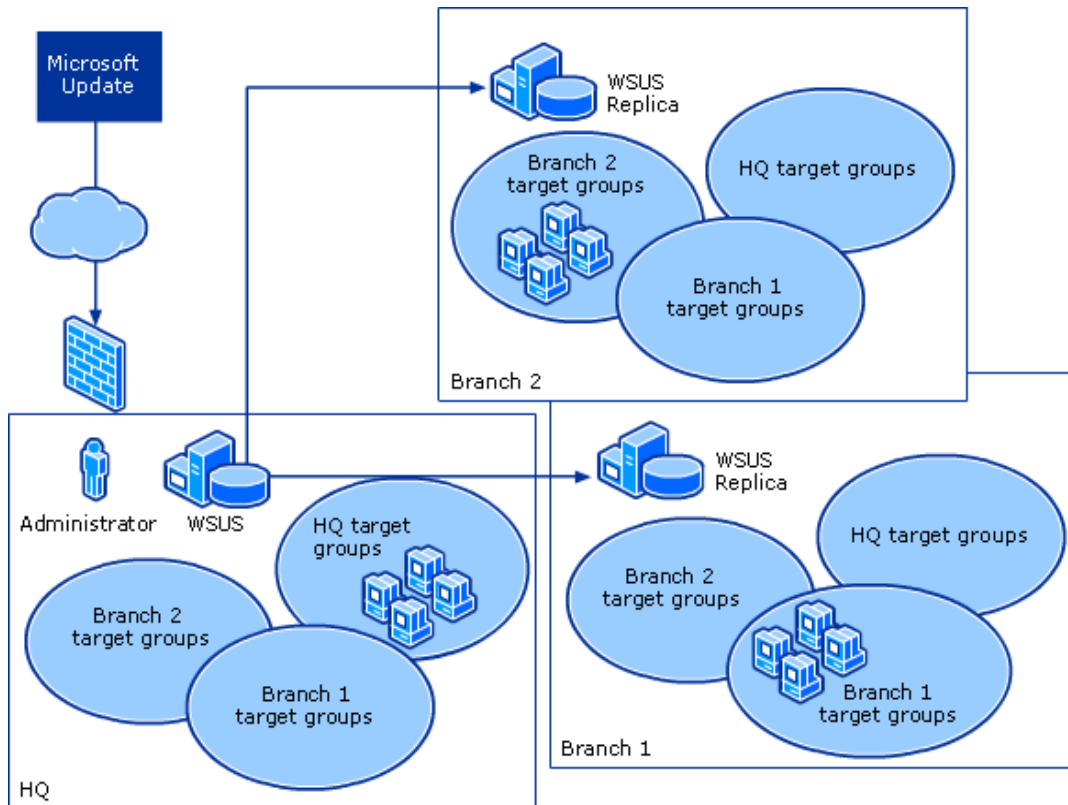 Microsoft
Update
WSUS
Replica
Branch 2
target groups
HQ target groups
Branch 1
target groups
Branch 2
Administrator
WSUS
HQ target
groups
Branch 2
target groups
Branch 1
target groups
HQ
WSUS
Replica
HQ target groups
Branch 2
target groups
Branch 1
target groups
Branch 1